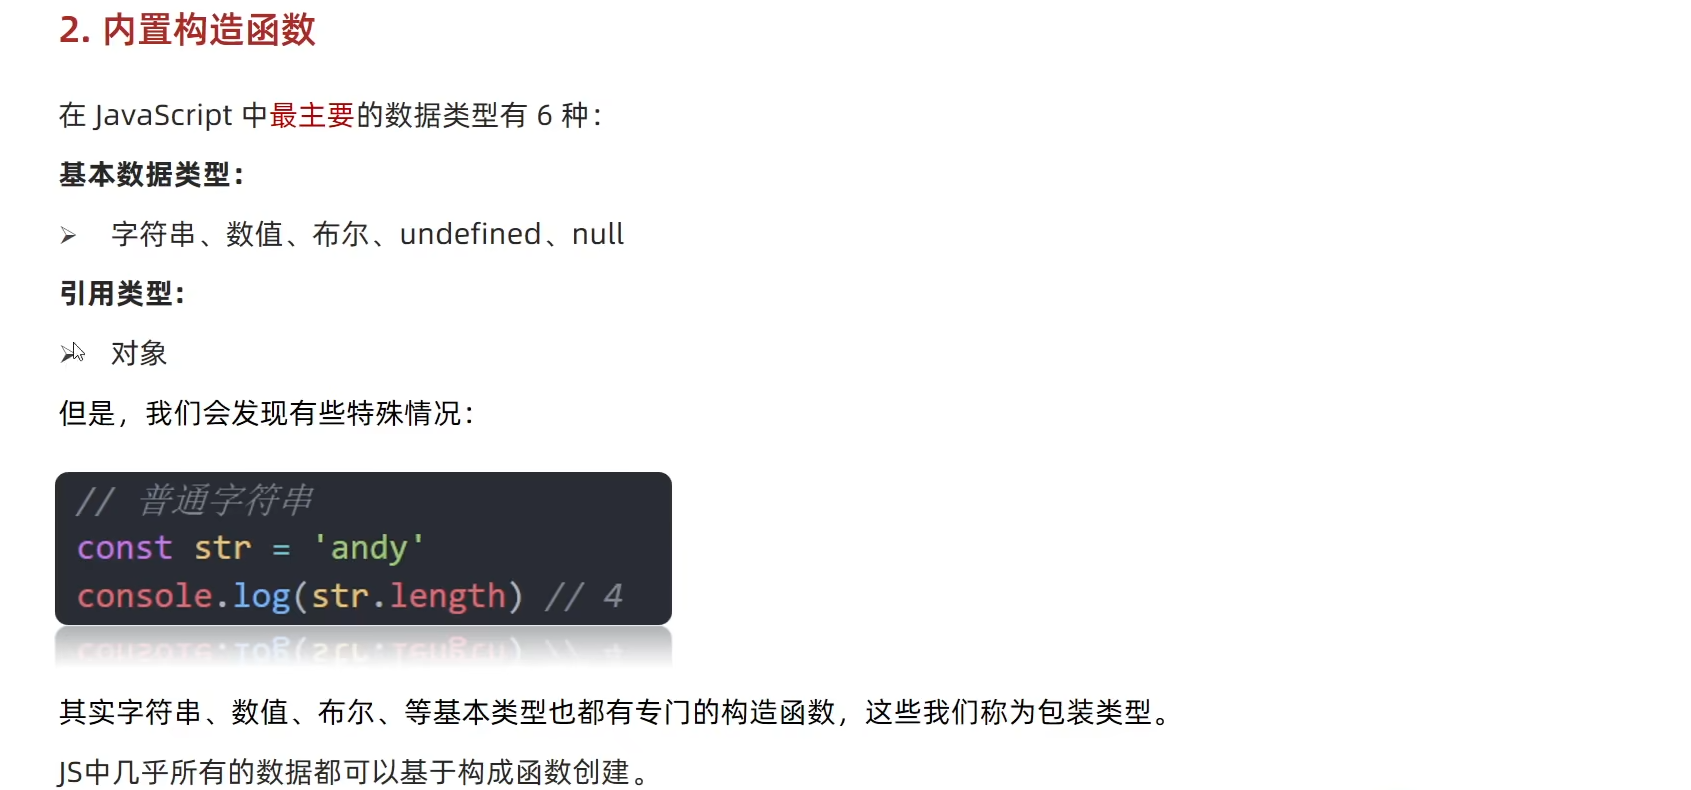 2. 内置构造函数
在 JavaScript 中最主要的数据类型有 6 种：
基本数据类型：
➢ 字符串、数值、布尔、undefined、null
引用类型：
➢ 对象
但是，我们会发现有些特殊情况：
// 普通字符串
const str = 'andy'
console.log(str.length) // 4
其实字符串、数值、布尔、等基本类型也都有专门的构造函数，这些我们称为包装类型。
JS中几乎所有的数据都可以基于构成函数创建。